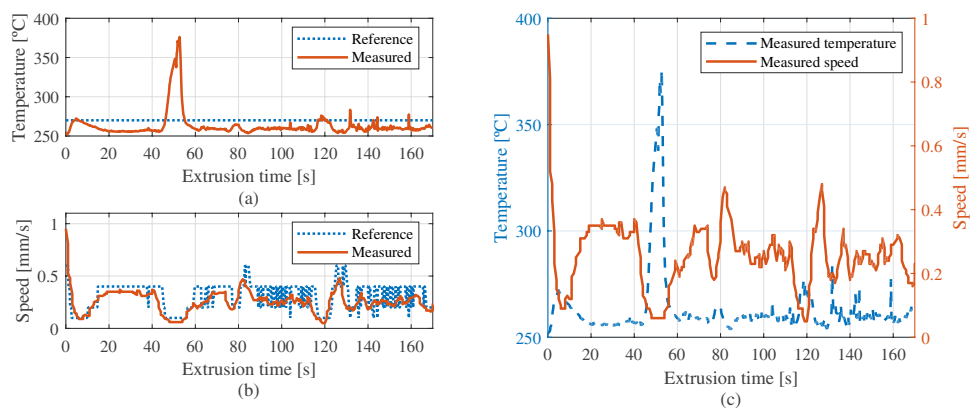 400
350
300
250
Temperature [ºC]
Reference
Measured
0 20 40 60 80 100 120 140 160
Extrusion time [s]
(a)
1
0.5
0
Speed [mm/s]
Reference
Measured
0 20 40 60 80 100 120 140 160
Extrusion time [s]
(b)
400
350
300
250
Temperature [ºC]
Measured temperature
Measured speed
1
0.8
0.6
0.4
0.2
0
Speed [mm/s]
0 20 40 60 80 100 120 140 160
Extrusion time [s]
(c)